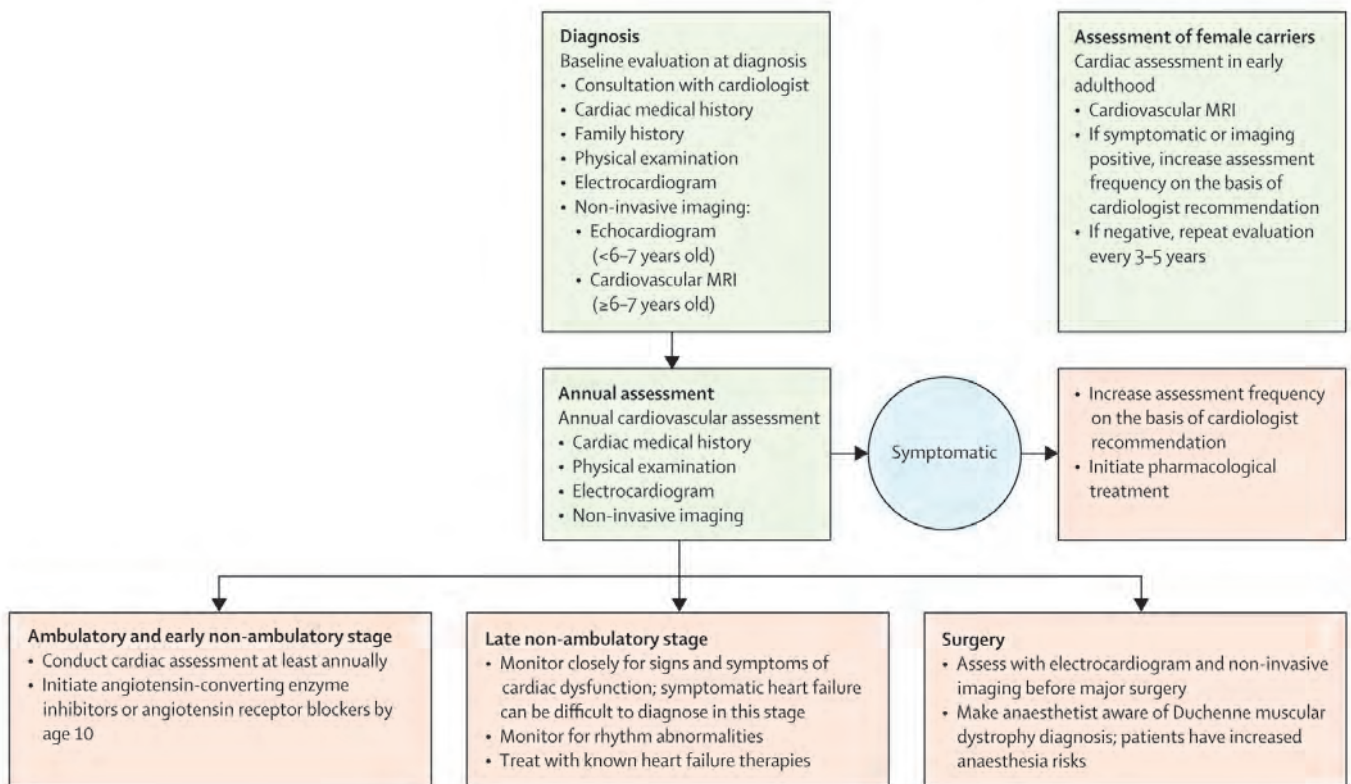 Diagnosis
Baseline evaluation at diagnosis
• Consultation with cardiologist
• Cardiac medical history
• Family history
• Physical examination
• Electrocardiogram
• Non-invasive imaging:
• Echocardiogram
(<6–7 years old)
• Cardiovascular MRI
(≥6–7 years old)
Assessment of female carriers
Cardiac assessment in early
adulthood
• Cardiovascular MRI
• If symptomatic or imaging
positive, increase assessment
frequency on the basis of
cardiologist recommendation
• If negative, repeat evaluation
every 3–5 years
Annual assessment
Annual cardiovascular assessment
• Cardiac medical history
• Physical examination
• Electrocardiogram
• Non-invasive imaging
Symptomatic
• Increase assessment frequency
on the basis of cardiologist
recommendation
• Initiate pharmacological
treatment
Ambulatory and early non-ambulatory stage
• Conduct cardiac assessment at least annually
• Initiate angiotensin-converting enzyme
inhibitors or angiotensin receptor blockers by
age 10
Late non-ambulatory stage
• Monitor closely for signs and symptoms of
cardiac dysfunction; symptomatic heart failure
can be difficult to diagnose in this stage
• Monitor for rhythm abnormalities
• Treat with known heart failure therapies
Surgery
• Assess with electrocardiogram and non-invasive
imaging before major surgery
• Make anaesthetist aware of Duchenne muscular
dystrophy diagnosis; patients have increased
anaesthesia risks